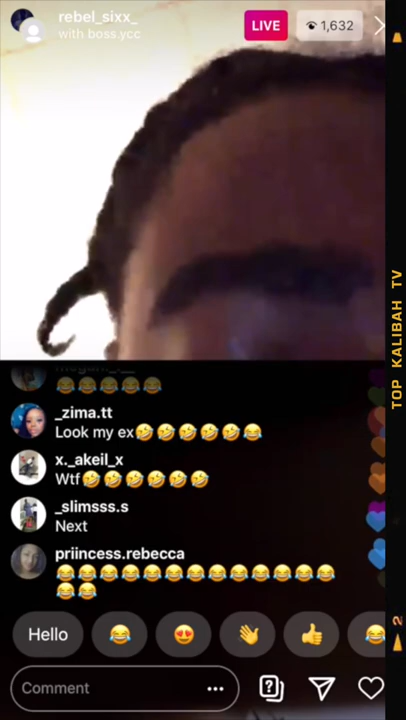 rebel_sixx_
with boss.ycc
LIVE
1,632
😂😂😂😂😂
_zima.tt
Look my ex🤣🤣🤣🤣🤣😂
x._akeil_x
Wtf🤣🤣🤣🤣🤣🤣
_slimsss.s
Next
priincess.rebecca
😂😂😂😂😂😂😂😂😂😂😂😂😂
😂😂
Hello 😂 😍 👋 👍 😂
Comment
TOP KALIBAH TV
2